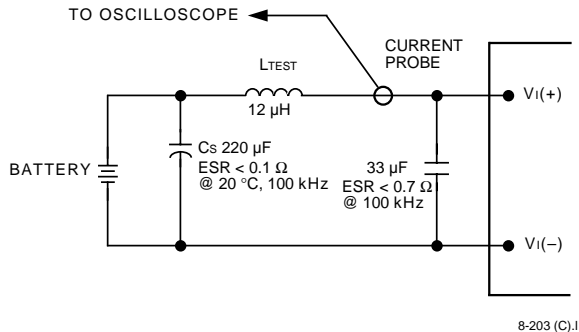 TO OSCILLOSCOPE
CURRENT
PROBE
LTEST
12 µH
VI(+)
CS 220 µF
ESR < 0.1 Ω
@ 20 °C, 100 kHz
33 µF
ESR < 0.7 Ω
@ 100 kHz
BATTERY
VI(–)
8-203 (C).l